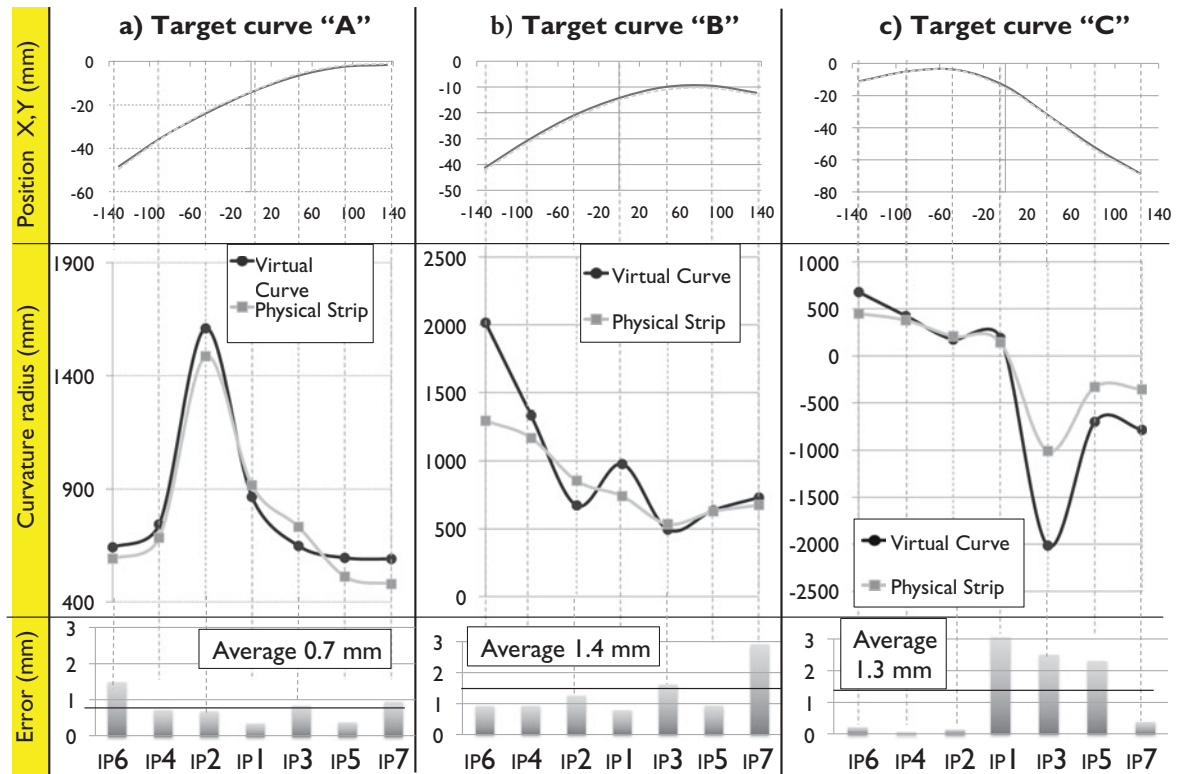 a) Target curve “A”
b) Target curve “B”
c) Target curve “C”
Position X,Y (mm)
0
-20
-40
-60
-140 -100 -60 -20 20 60 100 140
0
-10
-20
-30
-40
-50
-140 -100 -60 -20 20 60 100 140
0
-20
-40
-60
-80
-140 -100 -60 -20 20 60 100 140
Curvature radius (mm)
1900
1400
900
400
Virtual
Curve
Physical Strip
2500
2000
1500
1000
500
0
Virtual Curve
Physical Strip
1000
500
0
-500
-1000
-1500
-2000
-2500
Virtual Curve
Physical Strip
Error (mm)
3
2
1
0
Average 0.7 mm
IP6 IP4 IP2 IP1 IP3 IP5 IP7
3
2
1
0
Average 1.4 mm
IP6 IP4 IP2 IP1 IP3 IP5 IP7
3
2
1
0
Average
1.3 mm
IP6 IP4 IP2 IP1 IP3 IP5 IP7